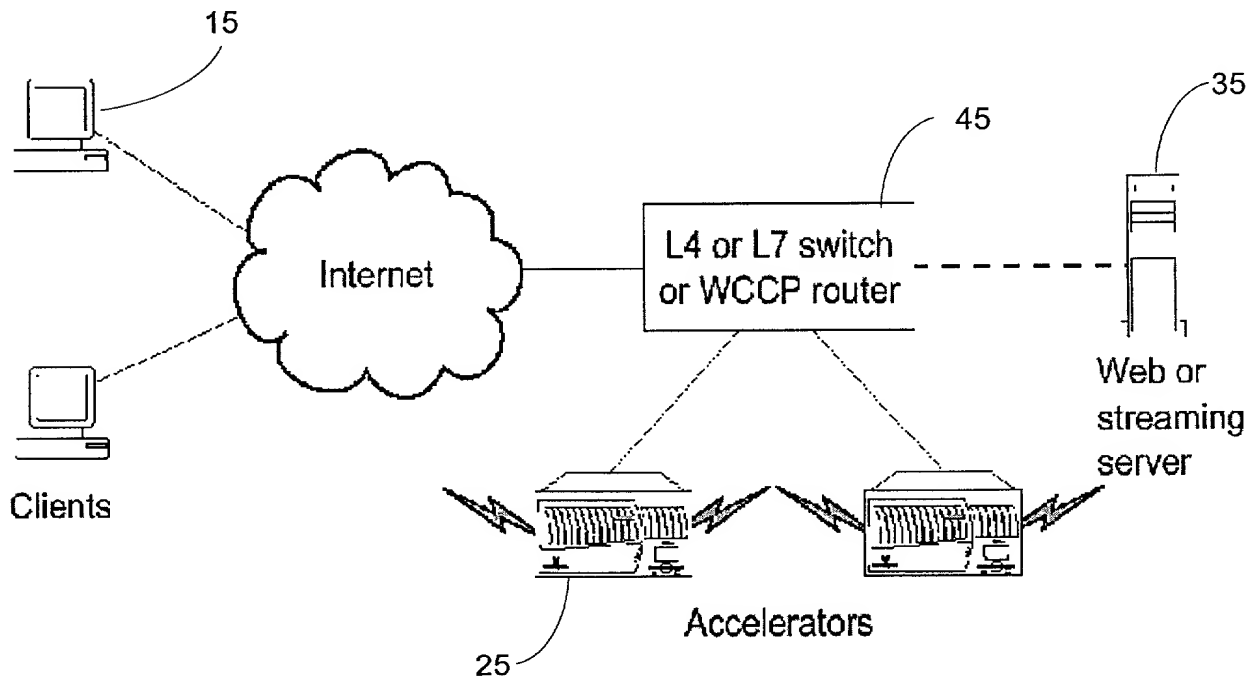 15
35
45
L4 or L7 switch
or WCCP router
Internet
Web or
streaming
server
Clients
Accelerators
25